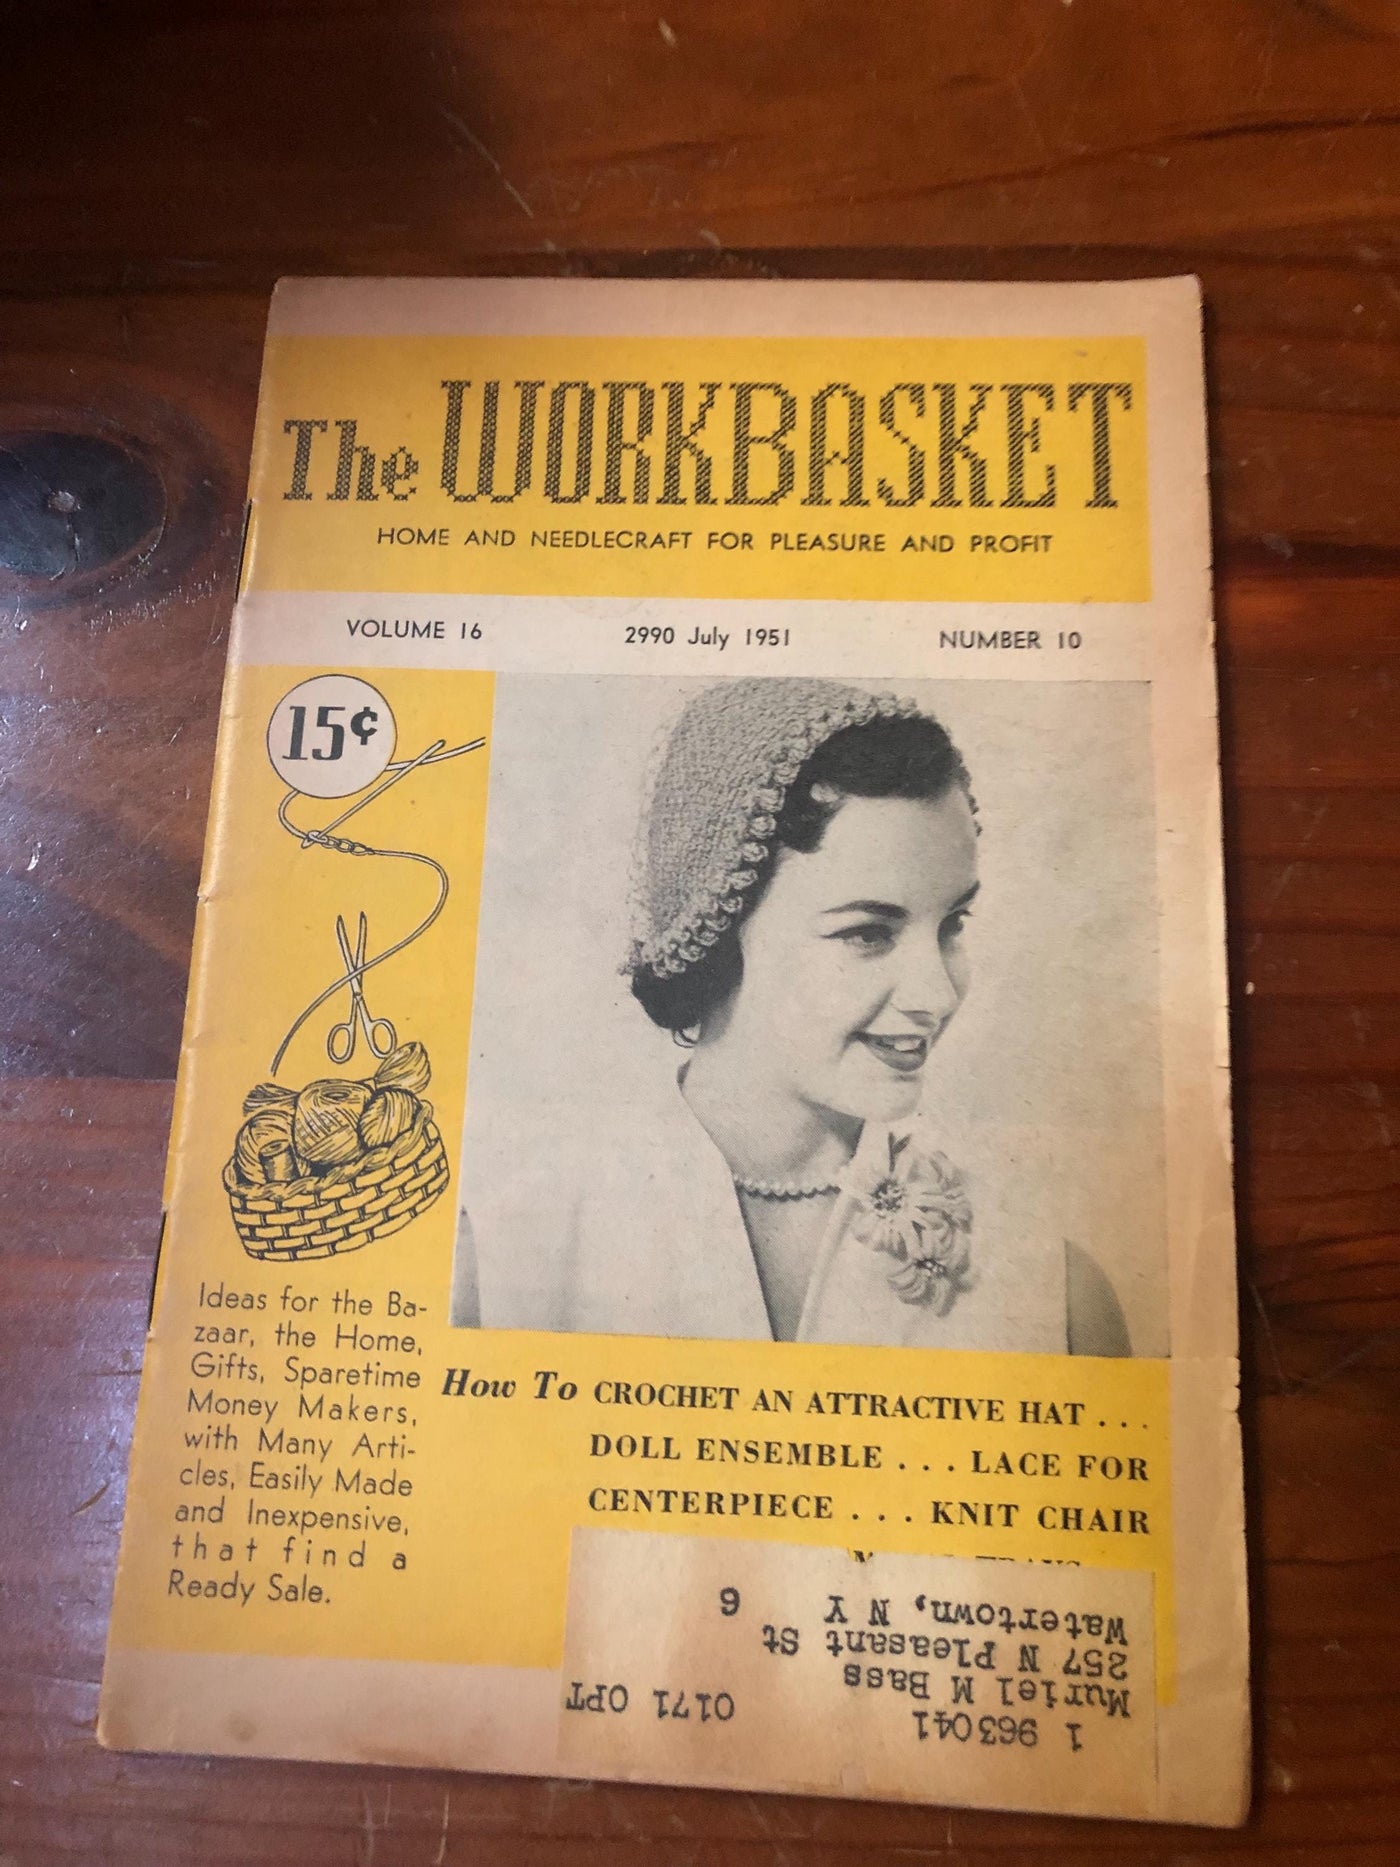 The WORKBASKET
HOME AND NEEDLECRAFT FOR PLEASURE AND PROFIT
VOLUME 16 2990 July 1951 NUMBER 10
15¢
Ideas for the Ba-
zaar, the Home,
Gifts, Sparetime
Money Makers,
with Many Arti-
cles, Easily Made
and Inexpensive,
that find a
Ready Sale.
How To CROCHET AN ATTRACTIVE HAT . . .
DOLL ENSEMBLE . . . LACE FOR
CENTERPIECE . . . KNIT CHAIR
1 963041 0171 OPT
Muriel M Bass
257 N Pleasant St
Watertown, N Y 6